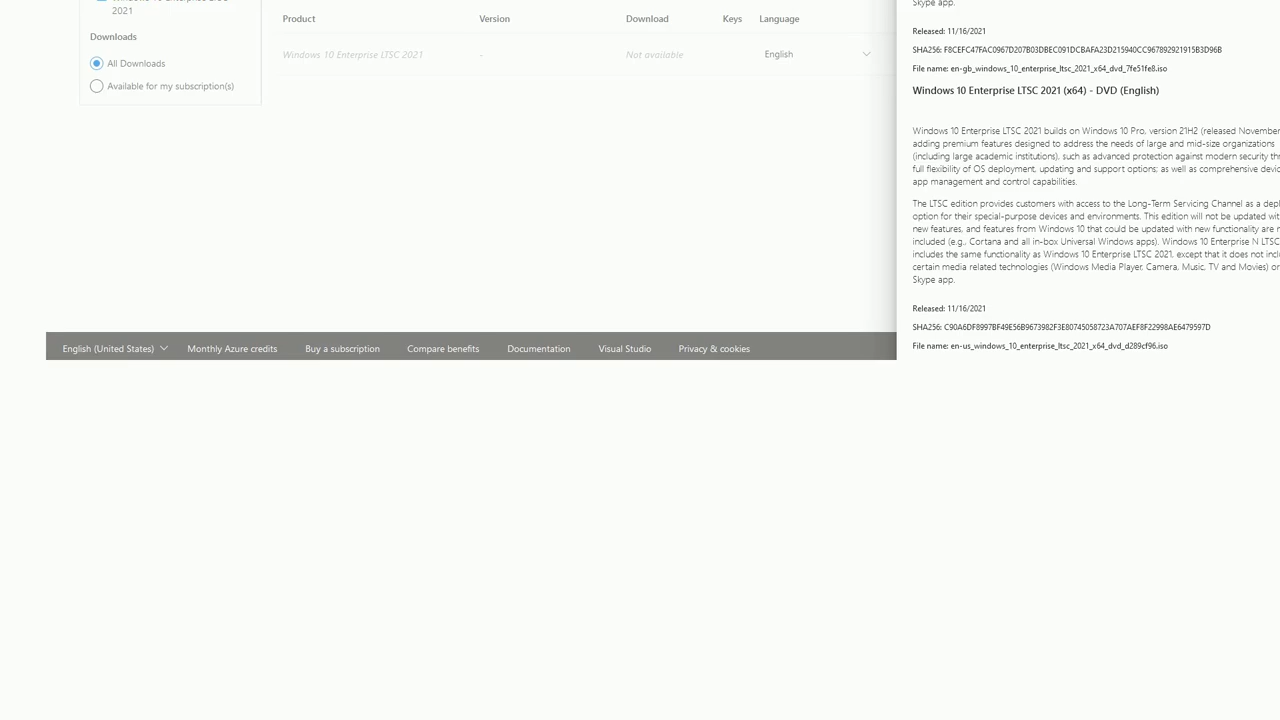 2021
Downloads
All Downloads
Available for my subscription(s)
Product Version Download Keys Language
Windows 10 Enterprise LTSC 2021 - Not available English
Skype app.
Released: 11/16/2021
SHA256: F8CEFC47FAC0967D207B03DBEC091DCBAFA23D215940CC967892921915B3D96B
File name: en-gb_windows_10_enterprise_ltsc_2021_x64_dvd_7fe51fe8.iso
Windows 10 Enterprise LTSC 2021 (x64) - DVD (English)
Windows 10 Enterprise LTSC 2021 builds on Windows 10 Pro, version 21H2 (released November
adding premium features designed to address the needs of large and mid-size organizations
(including large academic institutions), such as advanced protection against modern security
full flexibility of OS deployment, updating and support options; as well as comprehensive
app management and control capabilities.
The LTSC edition provides customers with access to the Long-Term Servicing Channel as a
option for their special-purpose devices and environments. This edition will not be updated
new features, and features from Windows 10 that could be updated with new functionality are
included (e.g., Cortana and all in-box Universal Windows apps). Windows 10 Enterprise N LTSC
includes the same functionality as Windows 10 Enterprise LTSC 2021, except that it does not
certain media related technologies (Windows Media Player, Camera, Music, TV and Movies) or
Skype app.
Released: 11/16/2021
SHA256: C90A6DF8997BF49E56B9673982F3E80745058723A707AEF8F22998AE6479597D
File name: en-us_windows_10_enterprise_ltsc_2021_x64_dvd_d289cf96.iso
English (United States) Monthly Azure credits Buy a subscription Compare benefits Documentation Visual Studio Privacy & cookies